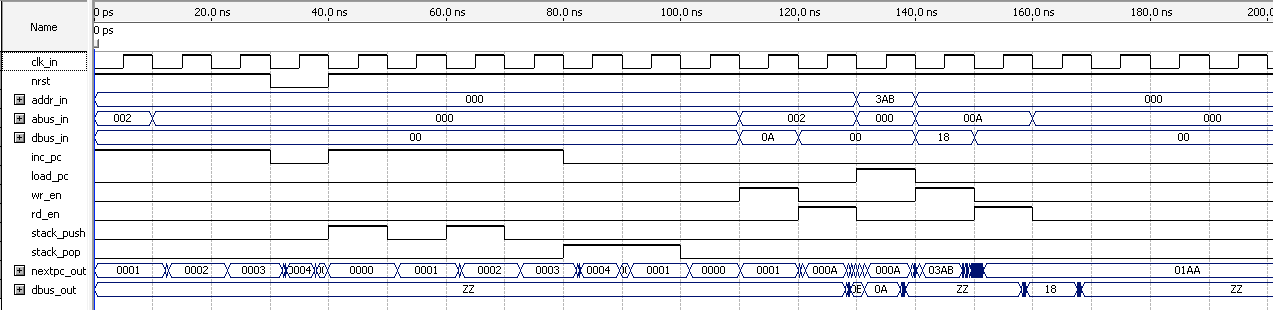 Name
0 ps 20.0 ns 40.0 ns 60.0 ns 80.0 ns 100.0 ns 120.0 ns 140.0 ns 160.0 ns 180.0 ns 200.0
0 ps
clk_in
nrst
addr_in 000 3AB 000
abus_in 002 000 002 000 00A 000
dbus_in 00 0A 00 18 00
inc_pc
load_pc
wr_en
rd_en
stack_push
stack_pop
nextpc_out 0001 0002 0003 0004 0000 0001 0002 0003 0004 0001 0000 0001 000A 000A 03AB 01AA
dbus_out ZZ 0A ZZ 18 ZZ